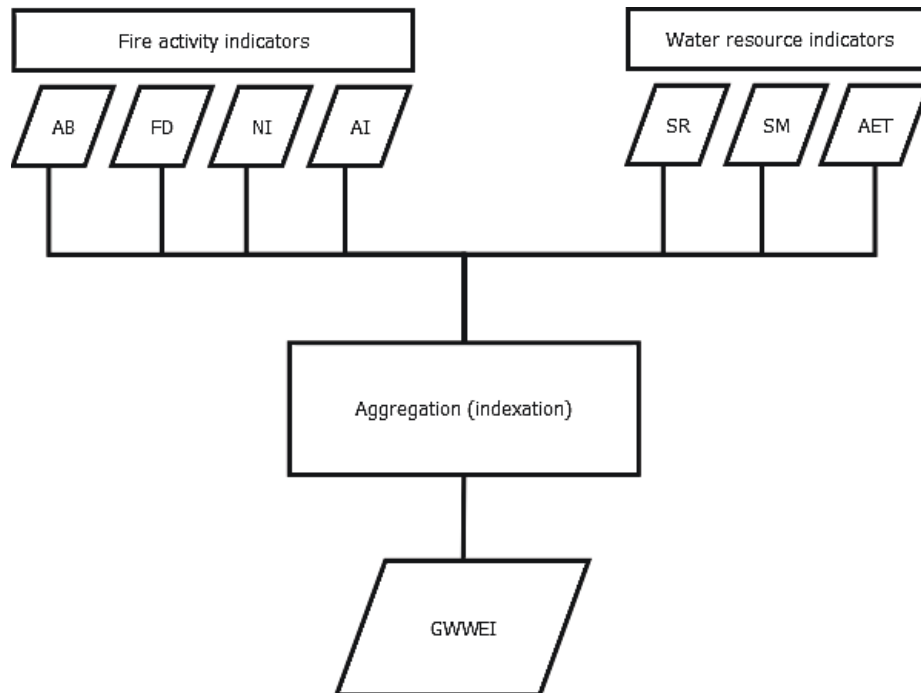 Fire activity indicators
Water resource indicators
AB
FD
NI
AI
SR
SM
AET
Aggregation (indexation)
GWWEI